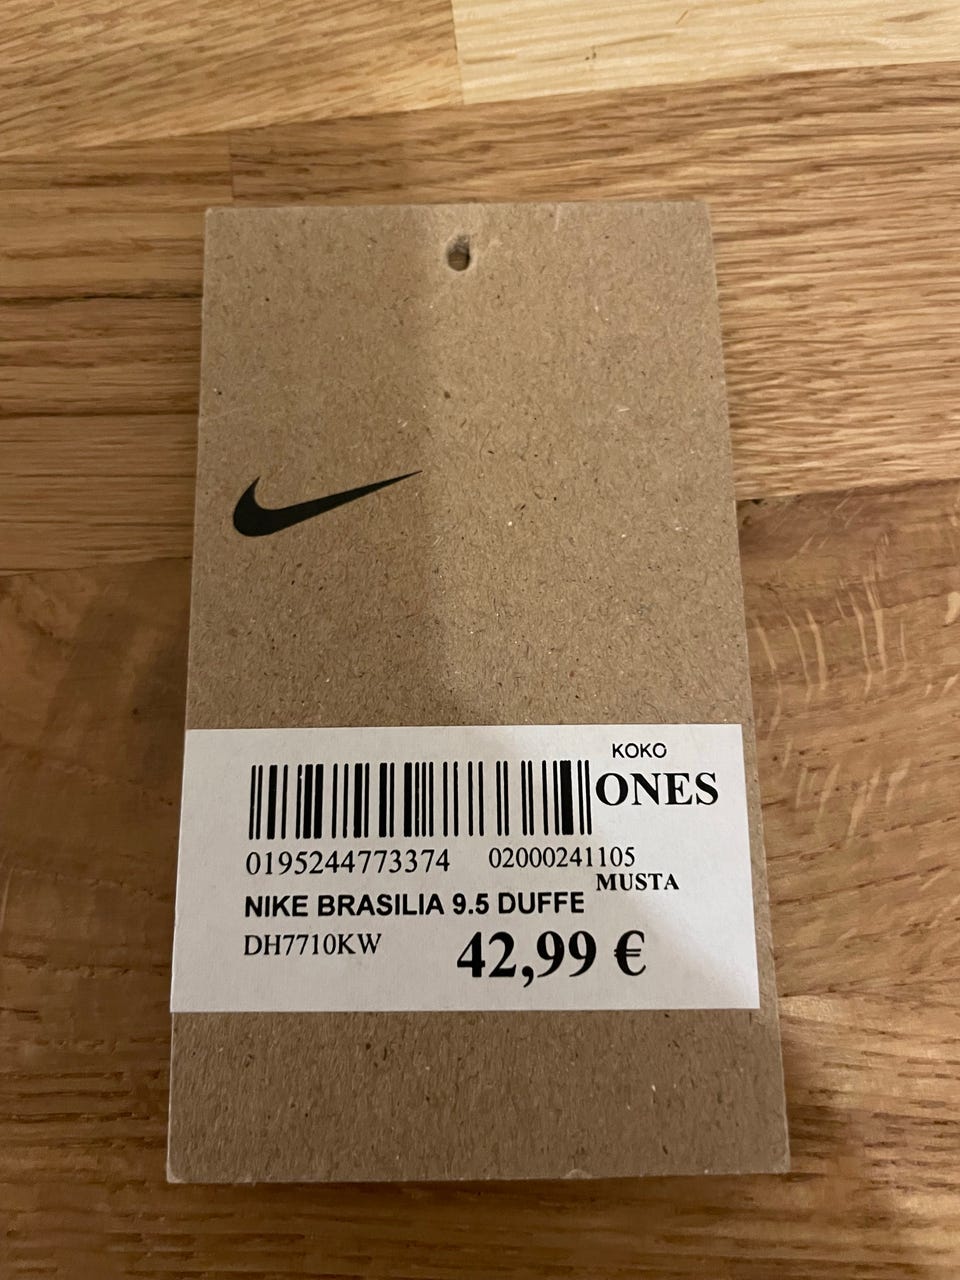 KOKO
ONES
0195244773374 02000241105
MUSTA
NIKE BRASILIA 9.5 DUFFE
DH7710KW 42,99 €